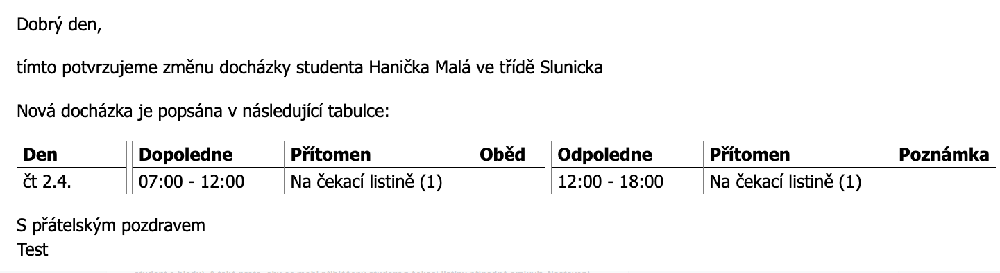 Dobrý den,
tímto potvrzujeme změnu docházky studenta Hanička Malá ve třídě Slunicka
Nová docházka je popsána v následující tabulce:
Den Dopoledne Přítomen Oběd Odpoledne Přítomen Poznámka
čt 2.4. 07:00 - 12:00 Na čekací listině (1) 12:00 - 18:00 Na čekací listině (1)
S přátelským pozdravem
Test